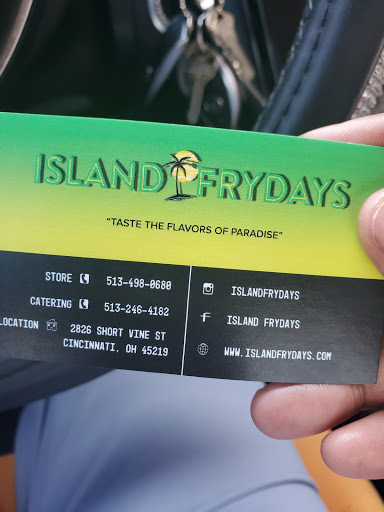 ISLAND FRYDAYS
"TASTE THE FLAVORS OF PARADISE"
STORE 513-498-0680
CATERING 513-246-4162
LOCATION 2826 SHORT VINE ST
CINCINNATI, OH 45219
ISLANDFRYDAYS
ISLAND FRYDAYS
WWW.ISLANDFRYDAYS.COM